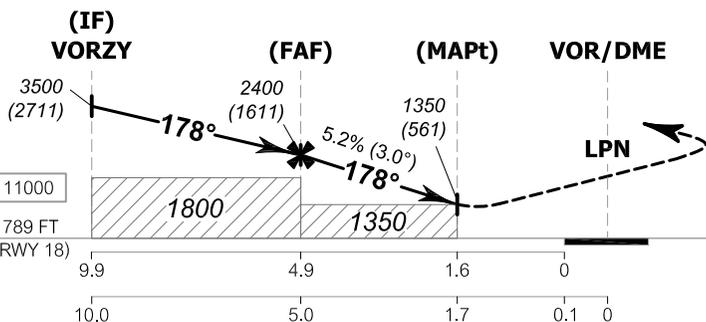 (IF)
VORZY (FAF) (MAPt) VOR/DME
3500
(2711)
2400
(1611)
1350
(561)
178°
5.2% (3.0°)
178°
LPN
11000
1800
1350
789 FT
RWY 18)
9.9 4.9 1.6 0
10.0 5.0 1.7 0.1 0